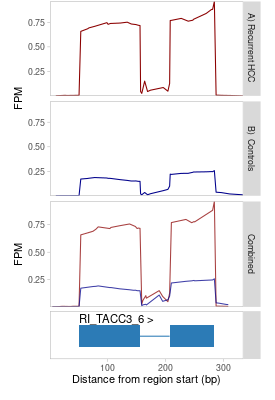 FPM
0.75
0.50
0.25
A) Recurrent HCC
0.75
0.50
0.25
B) Controls
FPM
0.75
0.50
0.25
Combined
RI_TACC3_6 >
100
200
300
Distance from region start (bp)